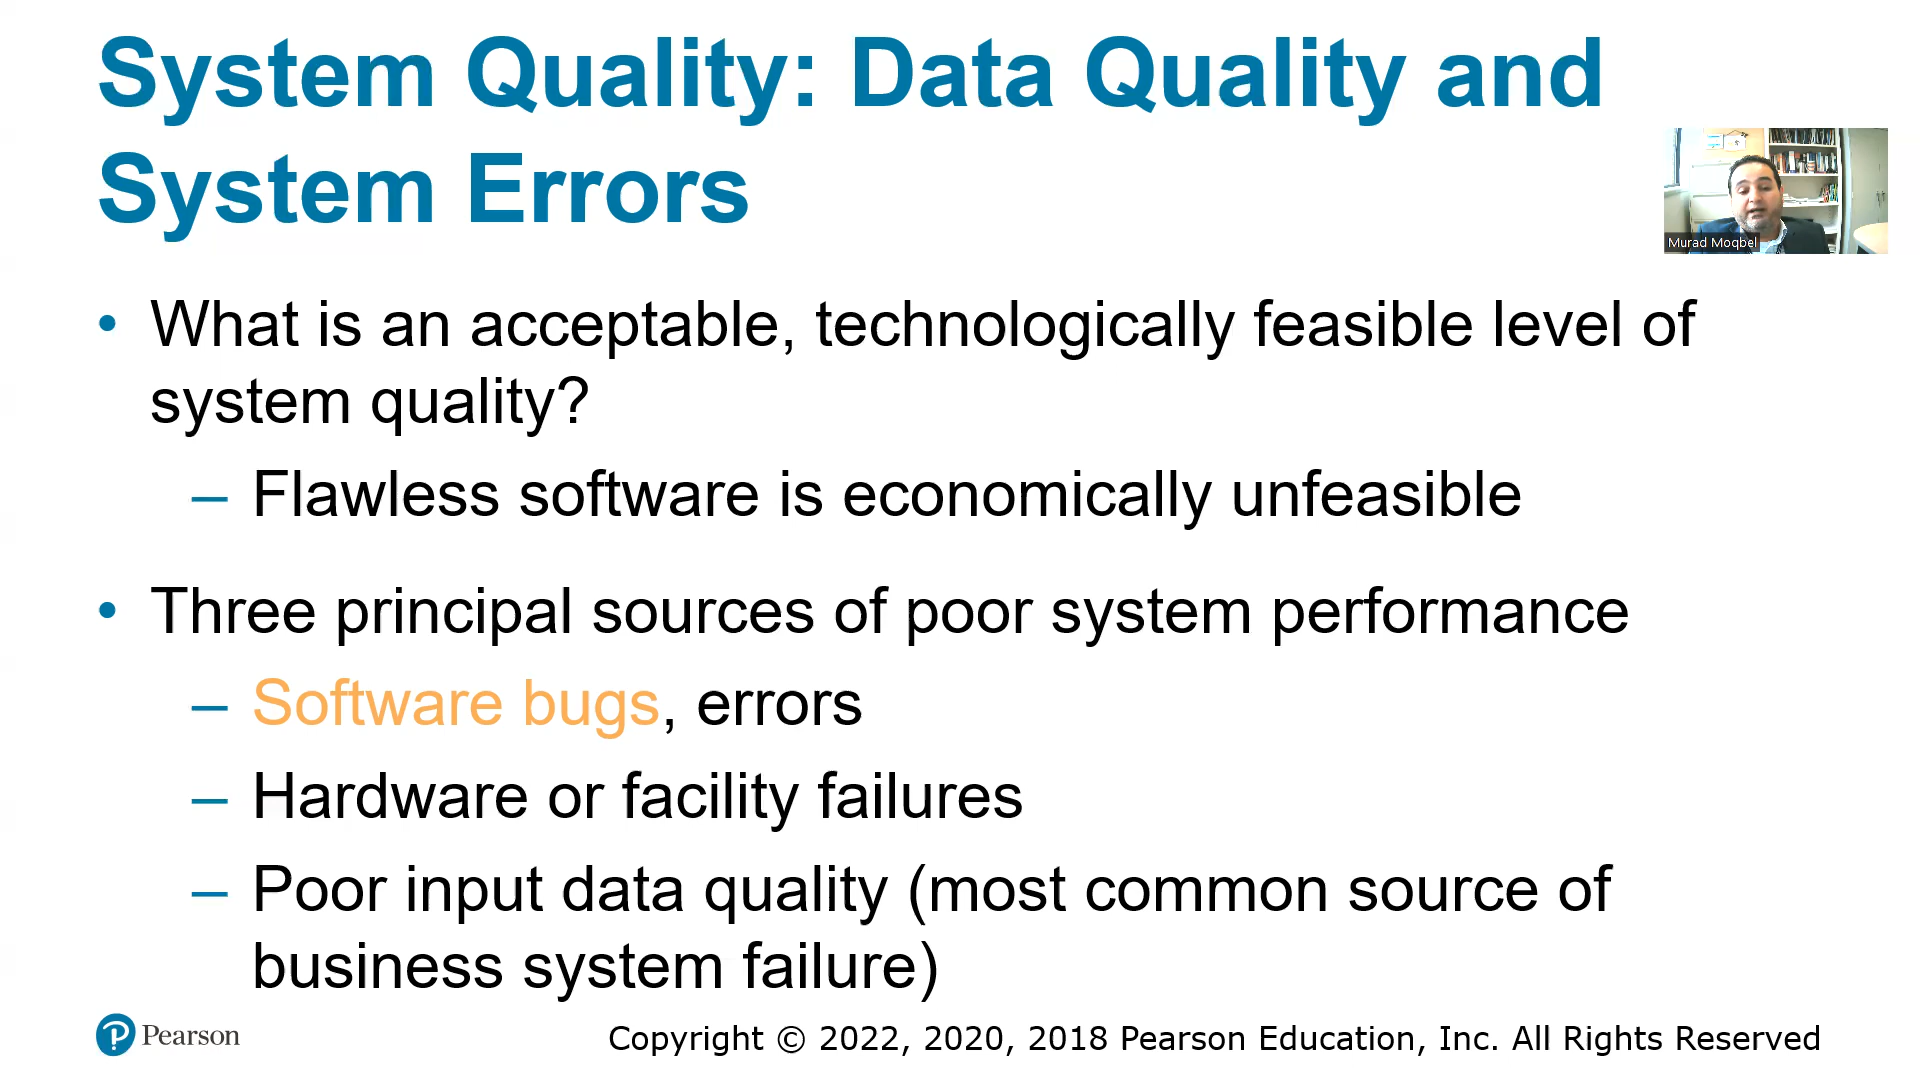 System Quality: Data Quality and
System Errors
Murad Moqbel
• What is an acceptable, technologically feasible level of
system quality?
– Flawless software is economically unfeasible
• Three principal sources of poor system performance
– Software bugs, errors
– Hardware or facility failures
– Poor input data quality (most common source of
business system failure)
P Pearson
Copyright © 2022, 2020, 2018 Pearson Education, Inc. All Rights Reserved